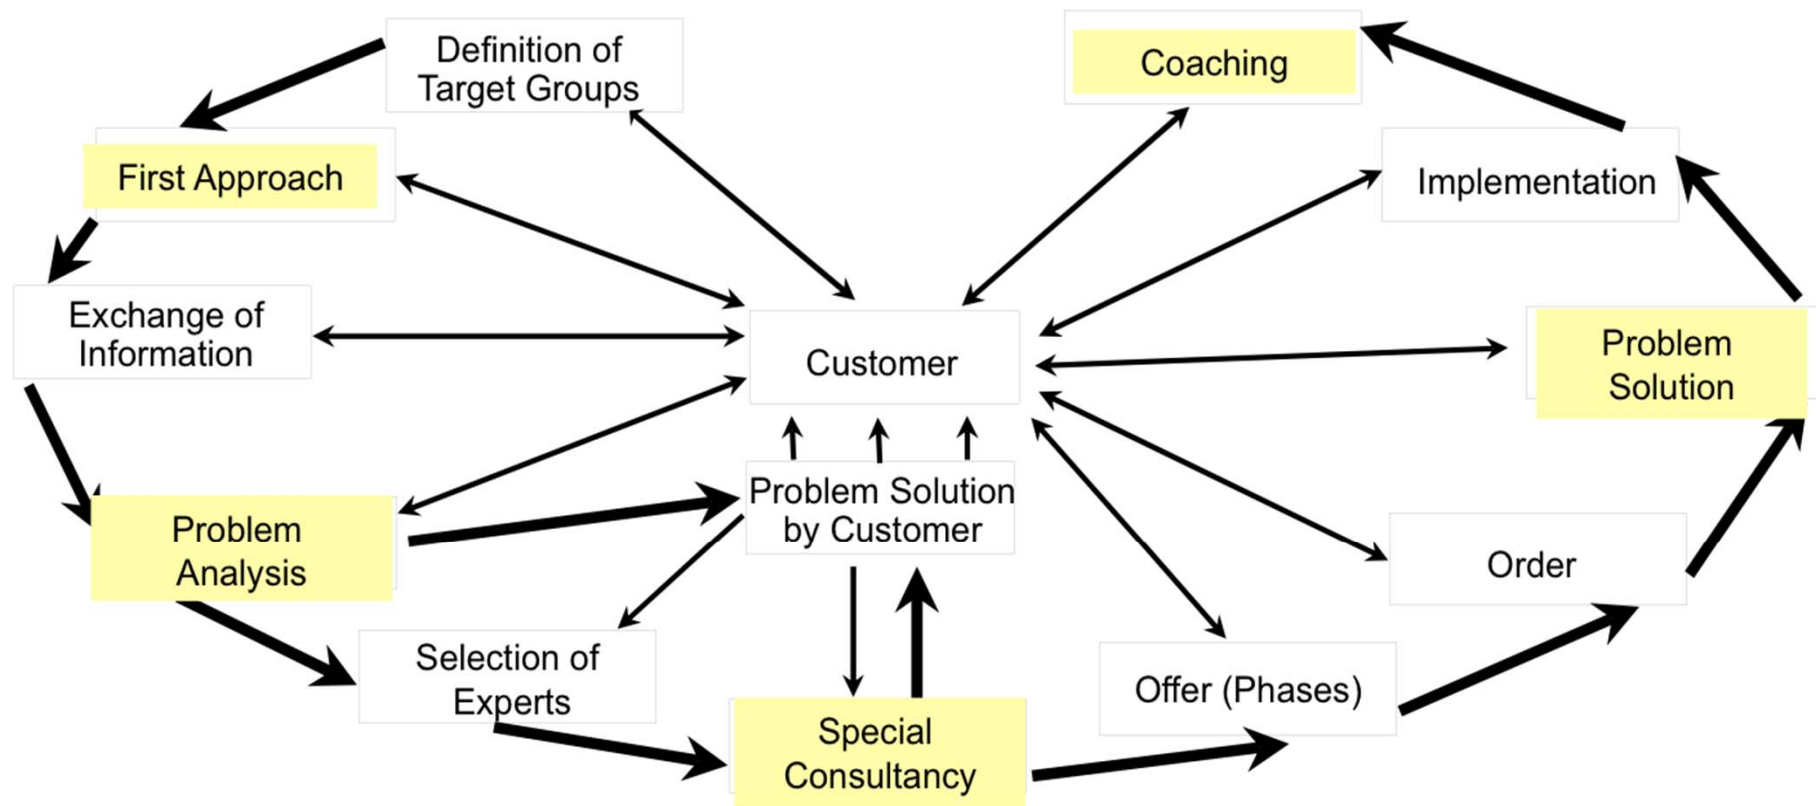 Definition of
Target Groups
Coaching
First Approach
Implementation
Exchange of
Information
Customer
Problem
Solution
Problem Solution
by Customer
Problem
Analysis
Order
Selection of
Experts
Offer (Phases)
Special
Consultancy